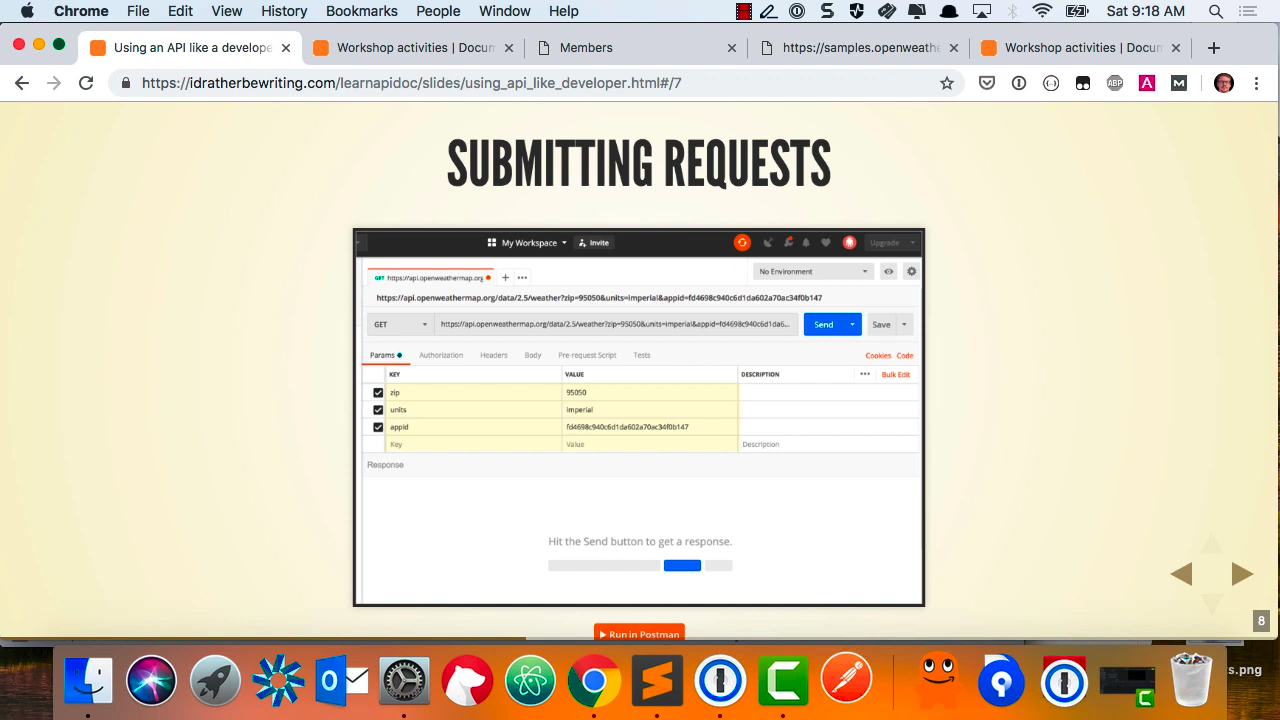 Chrome File Edit View History Bookmarks People Window Help Sat 9:18 AM
Using an API like a develope Workshop activities | Docum Members https://samples.openweathe Workshop activities | Docum
https://idratherbewriting.com/learnapidoc/slides/using_api_like_developer.html#/7 ABP A M
SUBMITTING REQUESTS
My Workspace Invite Upgrade
GET https://api.openweathermap.org No Environment
https://api.openweathermap.org/data/2.5/weather?zip=95050&units=imperial&appid=fd4698c940c6d1da602a70ac34f0b147
GET https://api.openweathermap.org/data/2.5/weather?zip=95050&units=imperial&appid=fd4698c940c6d1da6... Send Save
Params Authorization Headers Body Pre-request Script Tests Cookies Code
KEY VALUE DESCRIPTION Bulk Edit
zip 95050
units imperial
appid fd4698c940c6d1da602a70ac34f0b147
Key Value Description
Response
Hit the Send button to get a response.
8
Run in Postman
s.png